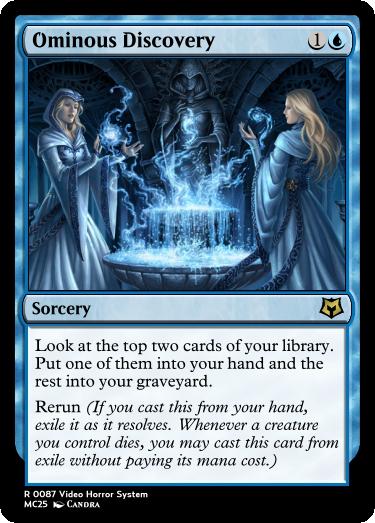 Ominous Discovery 1
Sorcery
Look at the top two cards of your library.
Put one of them into your hand and the
rest into your graveyard.
Rerun (If you cast this from your hand,
exile it as it resolves. Whenever a creature
you control dies, you may cast this card from
exile without paying its mana cost.)
R 0087 Video Horror System
MC25 Candra